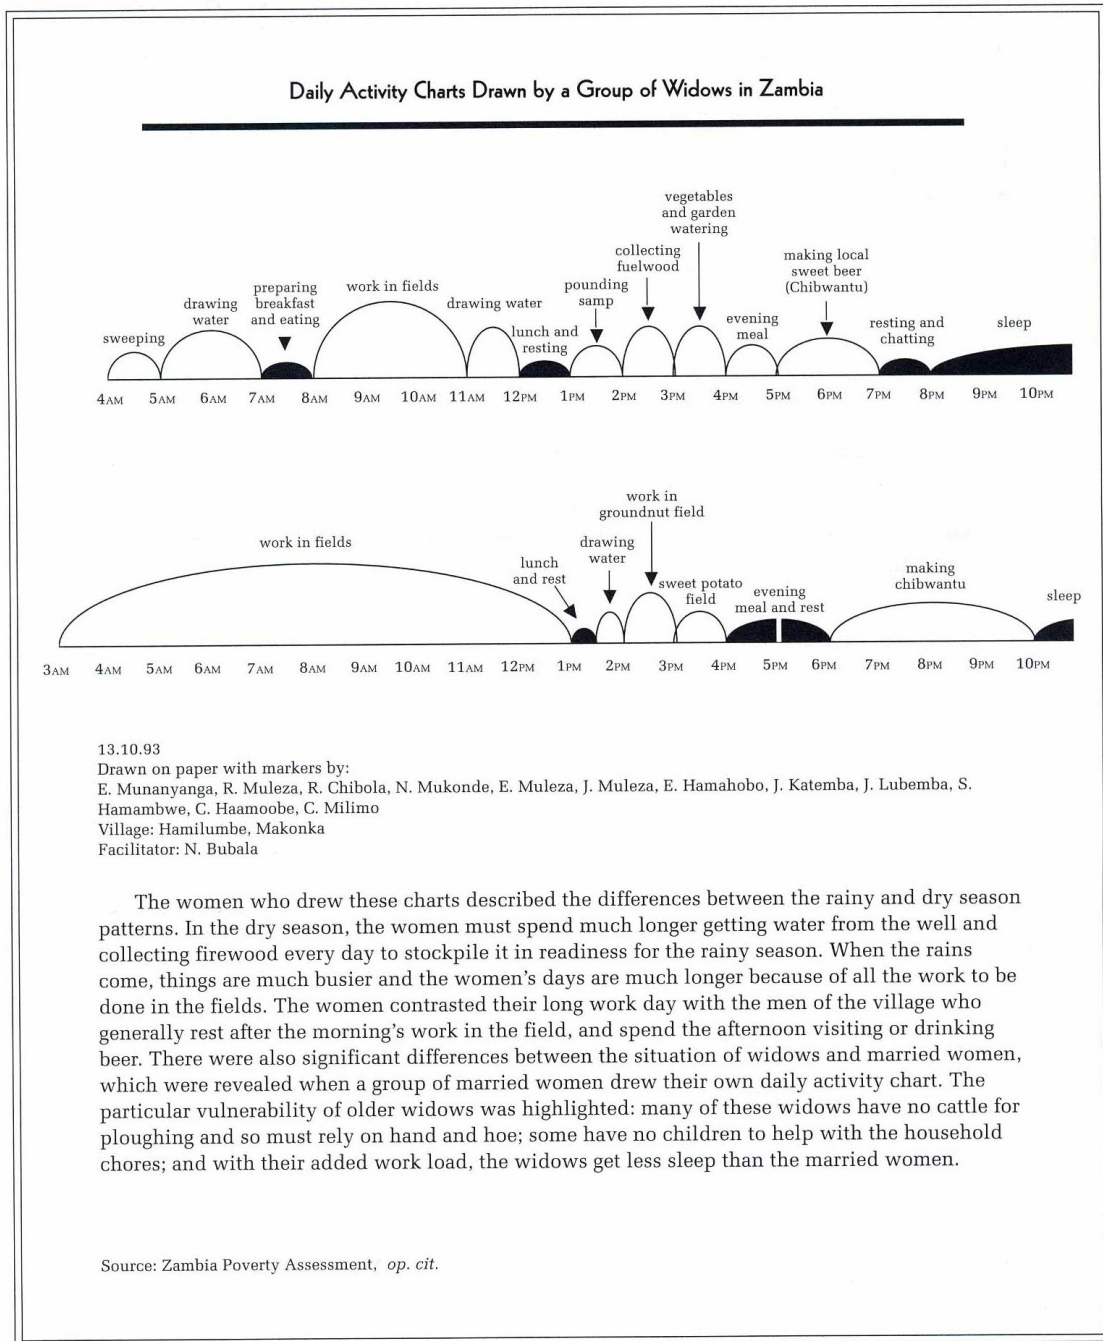 Daily Activity Charts Drawn by a Group of Widows in Zambia
sweeping
drawing
water
preparing
breakfast
and eating
work in fields
drawing water
lunch and
resting
pounding
samp
collecting
fuelwood
vegetables
and garden
watering
evening
meal
making local
sweet beer
(Chibwantu)
resting and
chatting
sleep
4AM 5AM 6AM 7AM 8AM 9AM 10AM 11AM 12PM 1PM 2PM 3PM 4PM 5PM 6PM 7PM 8PM 9PM 10PM
work in fields
lunch
and rest
drawing
water
work in
groundnut field
sweet potato
field
evening
meal and rest
making
chibwantu
sleep
3AM 4AM 5AM 6AM 7AM 8AM 9AM 10AM 11AM 12PM 1PM 2PM 3PM 4PM 5PM 6PM 7PM 8PM 9PM 10PM
13.10.93
Drawn on paper with markers by:
E. Munanyanga, R. Muleza, R. Chibola, N. Mukonde, E. Muleza, J. Muleza, E. Hamahobo, J. Katemba, J. Lubemba, S.
Hamambwe, C. Haamoobe, C. Milimo
Village: Hamilumbe, Makonka
Facilitator: N. Bubala
The women who drew these charts described the differences between the rainy and dry season
patterns. In the dry season, the women must spend much longer getting water from the well and
collecting firewood every day to stockpile it in readiness for the rainy season. When the rains
come, things are much busier and the women's days are much longer because of all the work to be
done in the fields. The women contrasted their long work day with the men of the village who
generally rest after the morning's work in the field, and spend the afternoon visiting or drinking
beer. There were also significant differences between the situation of widows and married women,
which were revealed when a group of married women drew their own daily activity chart. The
particular vulnerability of older widows was highlighted: many of these widows have no cattle for
ploughing and so must rely on hand and hoe; some have no children to help with the household
chores; and with their added work load, the widows get less sleep than the married women.
Source: Zambia Poverty Assessment, op. cit.